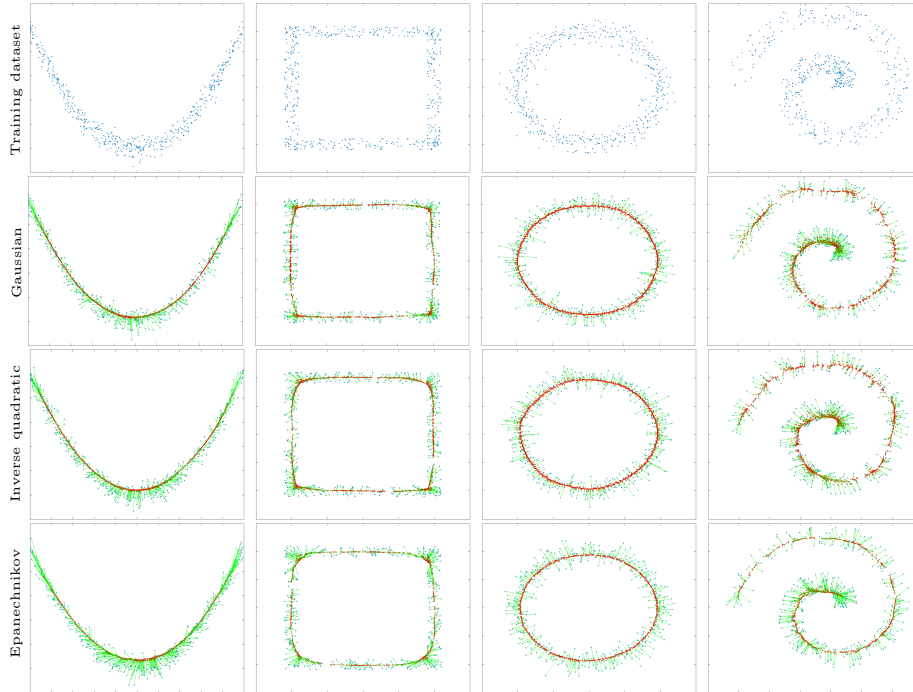 Training dataset
Gaussian
Inverse quadratic
Epanechnikov